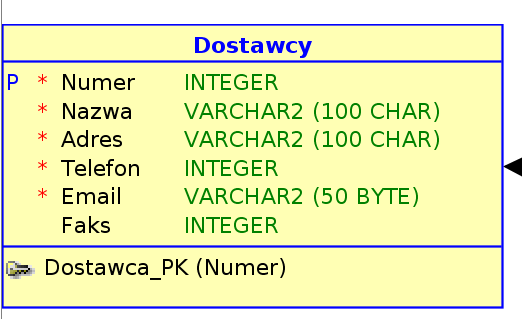 Dostawcy
P * Numer INTEGER
* Nazwa VARCHAR2 (100 CHAR)
* Adres VARCHAR2 (100 CHAR)
* Telefon INTEGER
* Email VARCHAR2 (50 BYTE)
Faks INTEGER
Dostawca_PK (Numer)